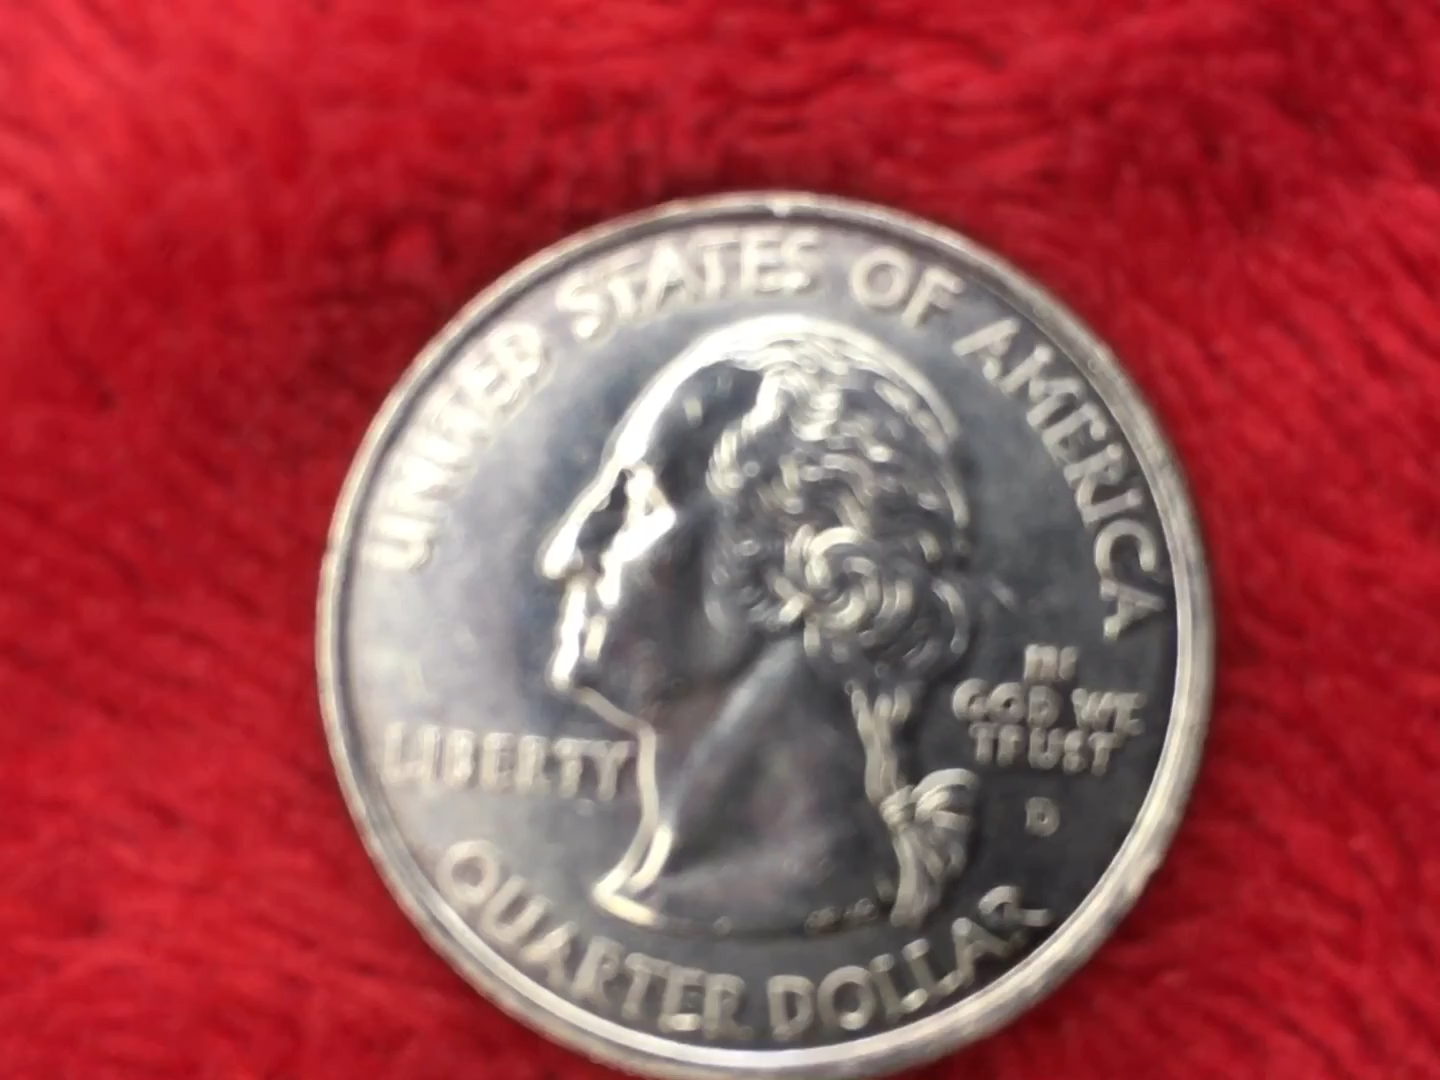 UNITED STATES OF AMERICA
LIBERTY
IN
GOD WE
TRUST
D
QUARTER DOLLAR